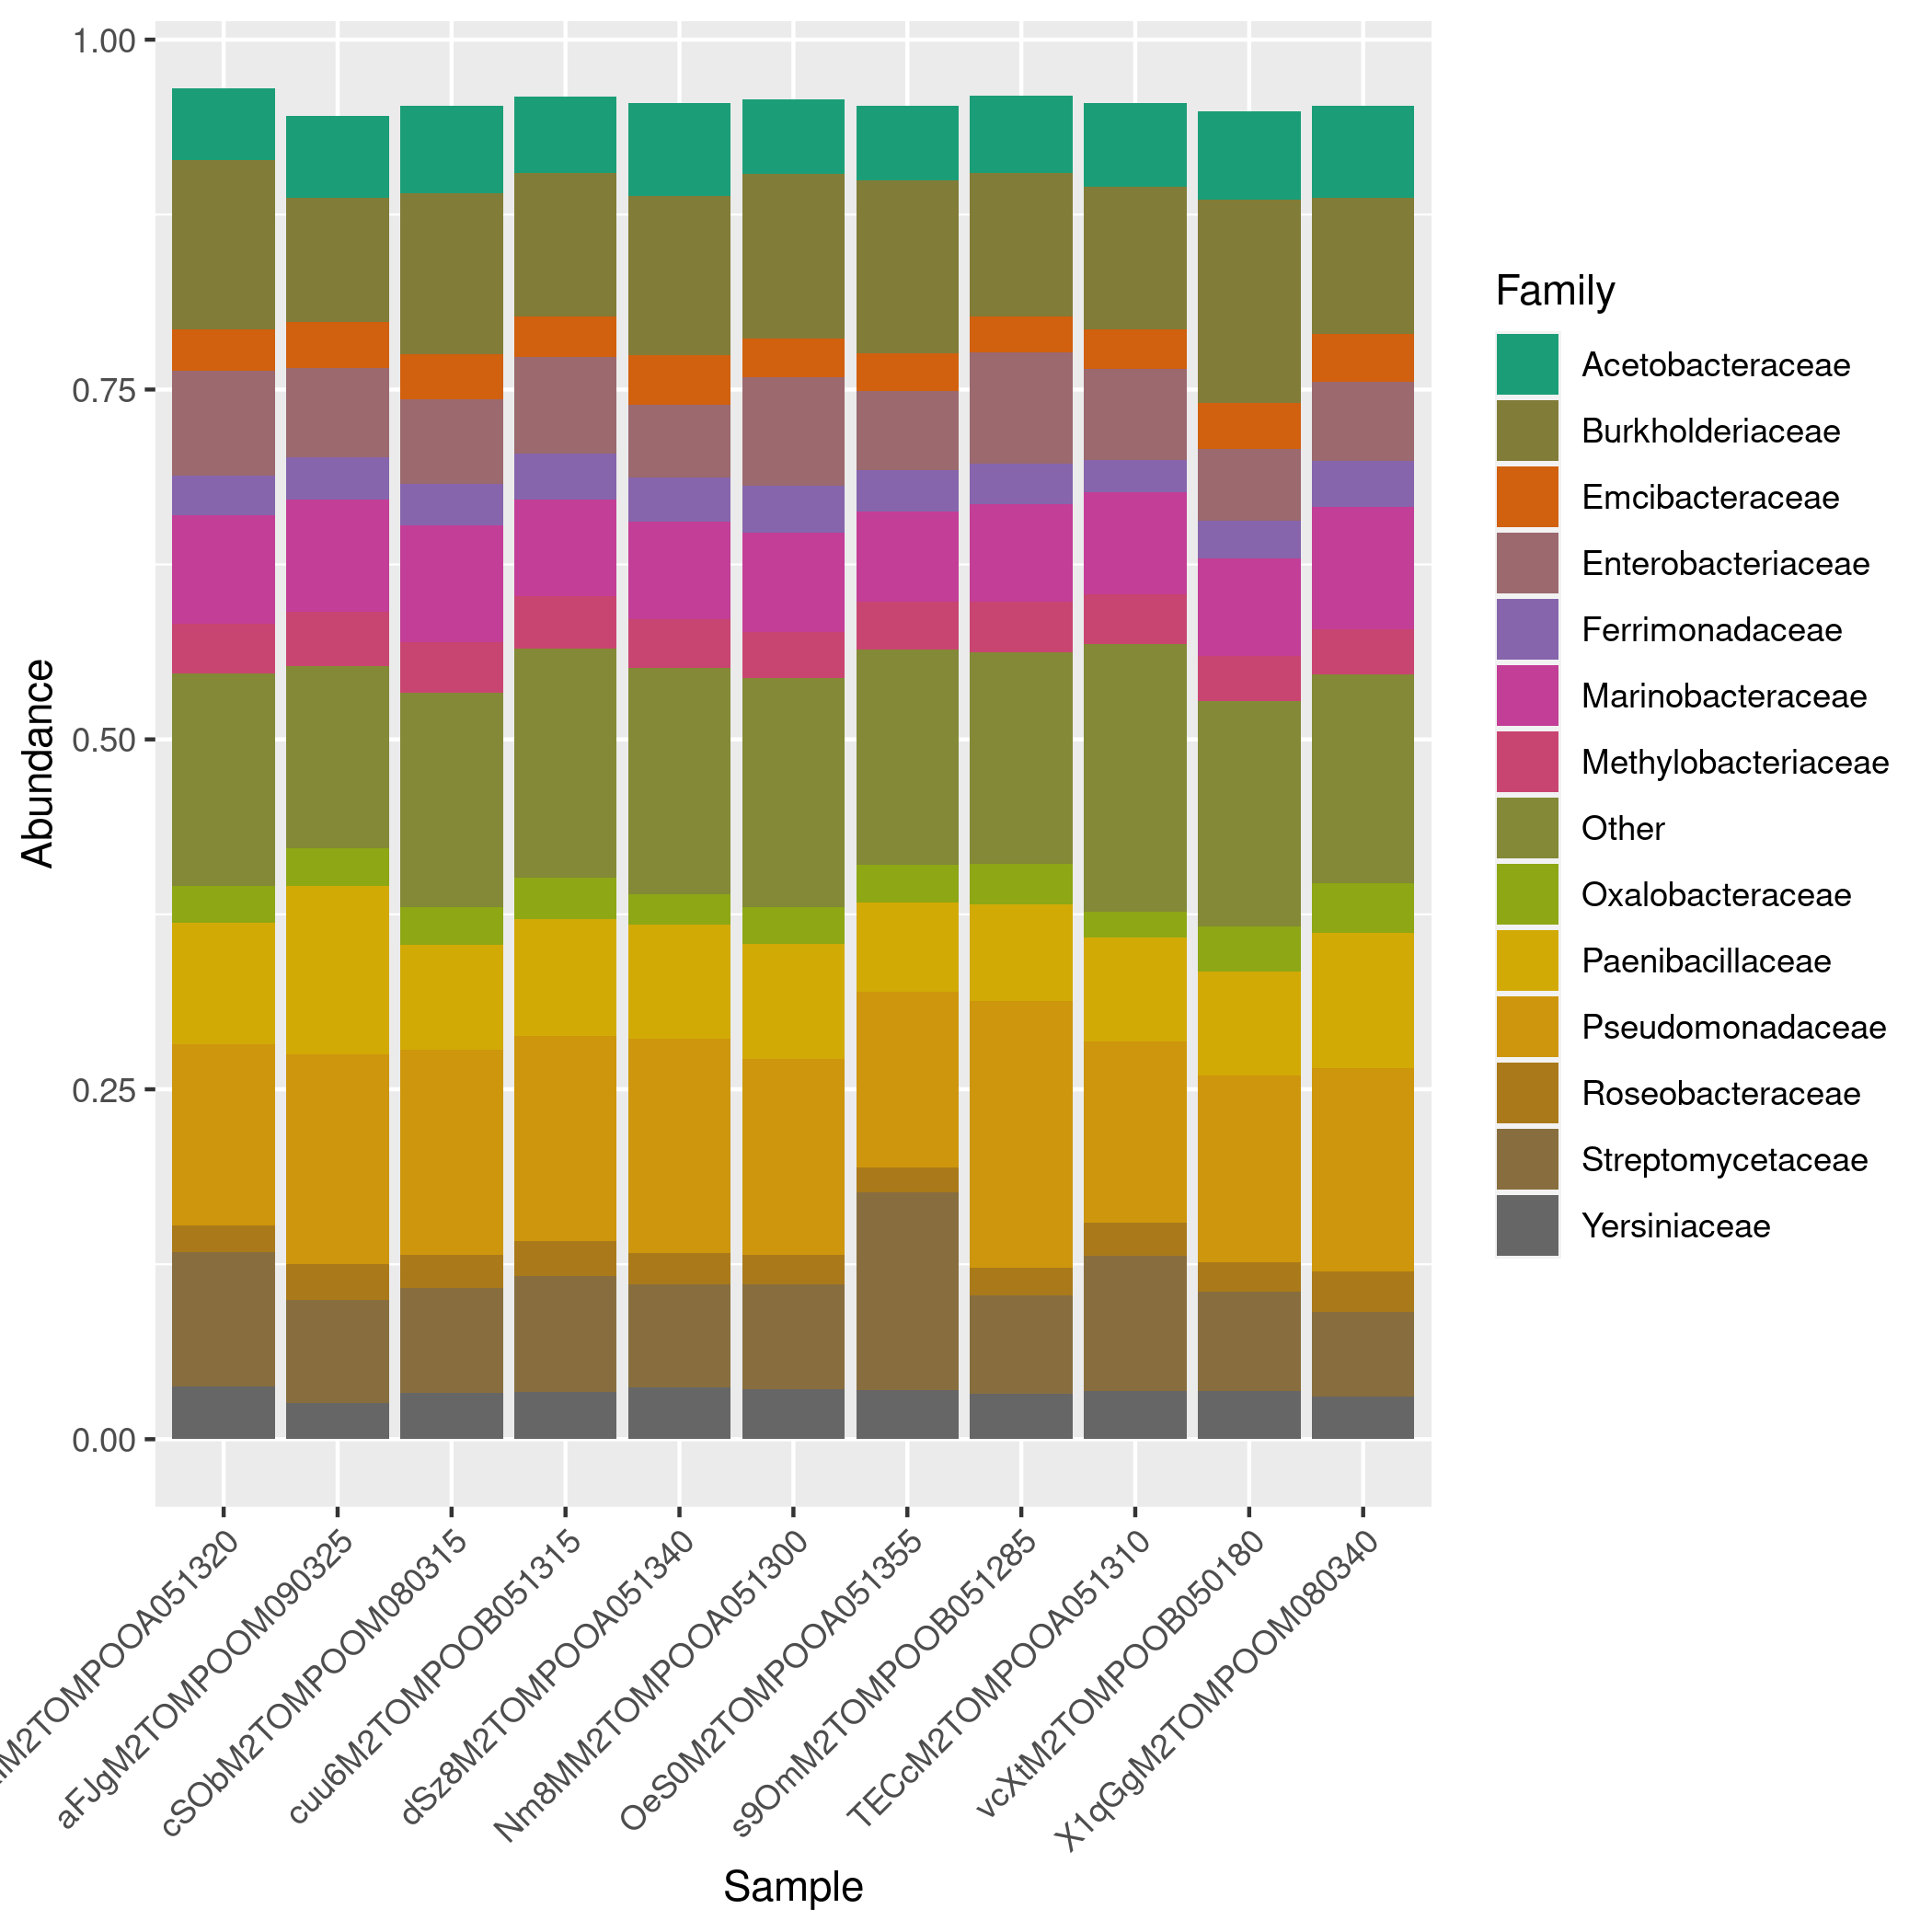 1.00
0.75
0.50
0.25
0.00
Abundance
M2TOMPOOA051320
aFJgM2TOMPOOM090325
cSObM2TOMPOOM080315
cuu6M2TOMPOOB051315
dSz8M2TOMPOOA051340
Nm8MM2TOMPOOA051300
OeS0M2TOMPOOA051355
s9OmM2TOMPOOB051285
TECcM2TOMPOOA051310
vcXtM2TOMPOOB050180
X1qGgM2TOMPOOM080340
Sample
Family
Acetobacteraceae
Burkholderiaceae
Emcibacteraceae
Enterobacteriaceae
Ferrimonadaceae
Marinobacteraceae
Methylobacteriaceae
Other
Oxalobacteraceae
Paenibacillaceae
Pseudomonadaceae
Roseobacteraceae
Streptomycetaceae
Yersiniaceae